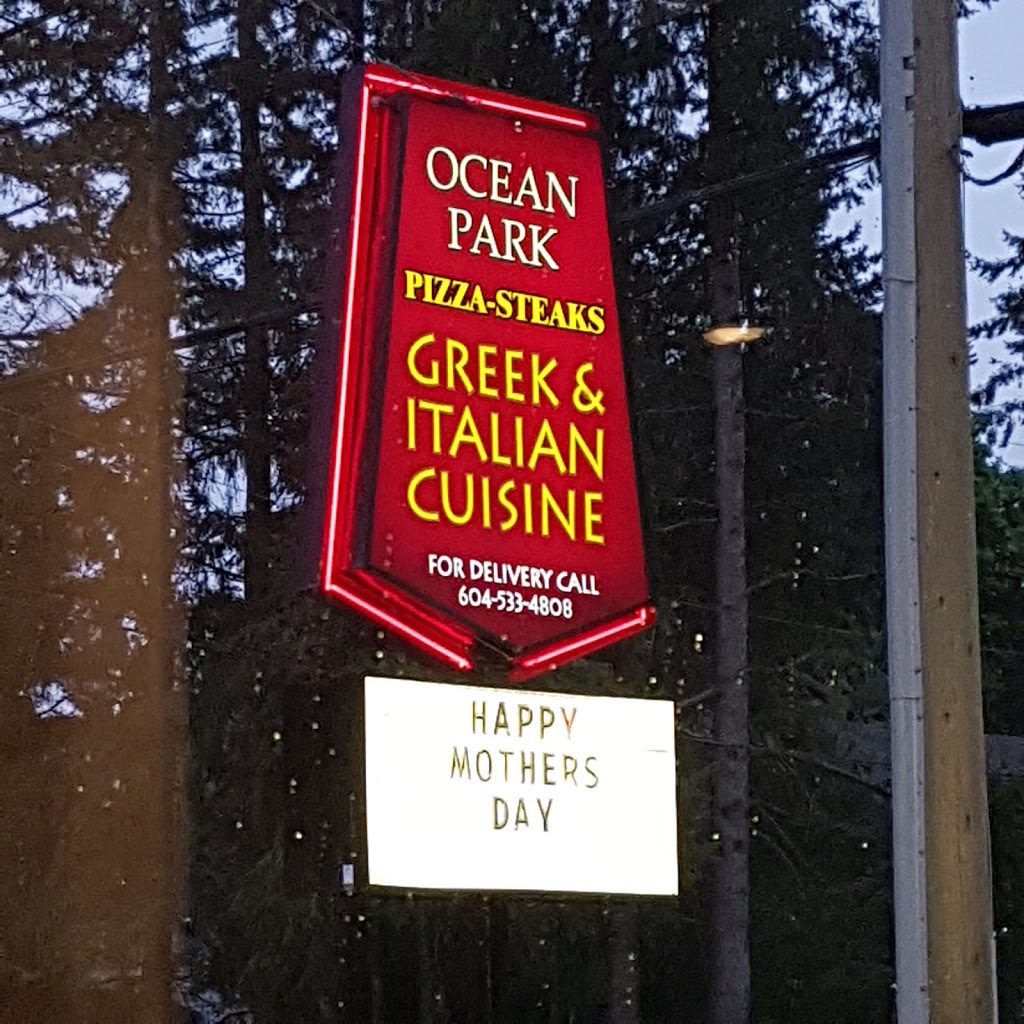 OCEAN
PARK
PIZZA-STEAKS
GREEK &
ITALIAN
CUISINE
FOR DELIVERY CALL
604-533-4808
HAPPY
MOTHERS
DAY